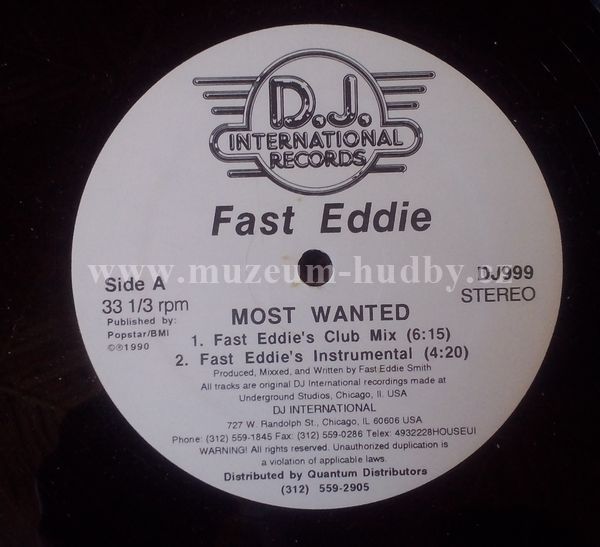 D.J.
INTERNATIONAL
RECORDS
Fast Eddie
www.muzeum-hudby.cz
Side A
33 1/3 rpm
Published by:
Popstar/BMI
©℗1990
DJ999
STEREO
MOST WANTED
1. Fast Eddie's Club Mix (6:15)
2. Fast Eddie's Instrumental (4:20)
Produced, Mixxed, and Written by Fast Eddie Smith
All tracks are original DJ International recordings made at
Underground Studios, Chicago, Il. USA
DJ INTERNATIONAL
727 W. Randolph St., Chicago, IL 60606 USA
Phone: (312) 559-1845 Fax: (312) 559-0286 Telex: 4932228HOUSEUI
WARNING! All rights reserved. Unauthorized duplication is
a violation of applicable laws.
Distributed by Quantum Distributors
(312) 559-2905